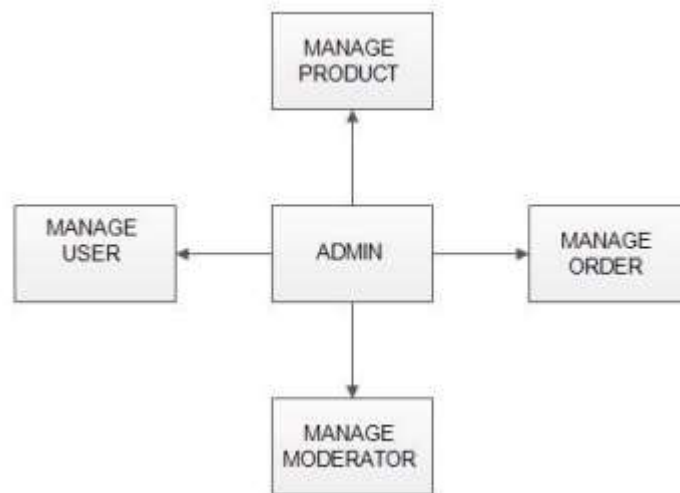 MANAGE
PRODUCT
MANAGE
USER
ADMIN
MANAGE
ORDER
MANAGE
MODERATOR